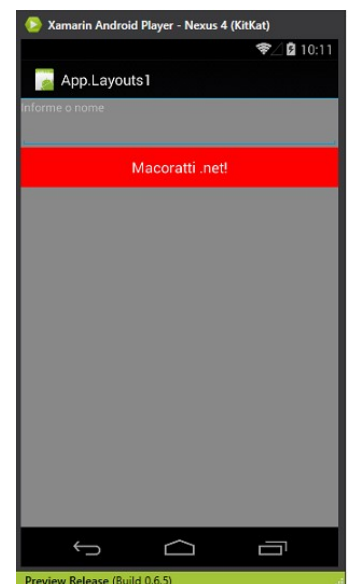 Xamarin Android Player - Nexus 4 (KitKat)
10:11
App.Layouts1
Informe o nome
Macoratti .net!
Preview Release (Build 0.6.5)